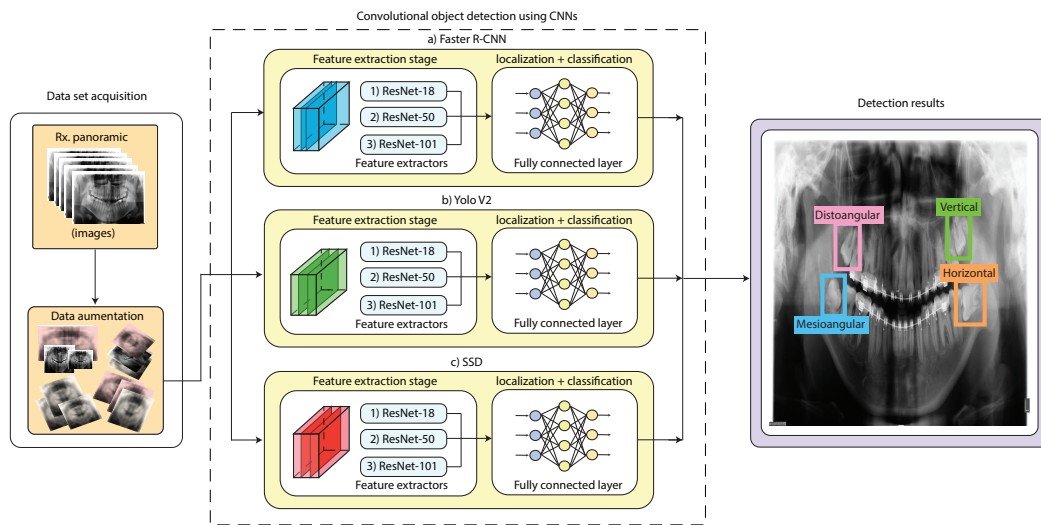 Convolutional object detection using CNNs
a) Faster R-CNN
Feature extraction stage
localization + classification
1) ResNet-18
2) ResNet-50
3) ResNet-101
Feature extractors
Fully connected layer
Data set acquisition
Rx. panoramic
(images)
Data aumentation
b) Yolo V2
Feature extraction stage
localization + classification
1) ResNet-18
2) ResNet-50
3) ResNet-101
Feature extractors
Fully connected layer
c) SSD
Feature extraction stage
localization + classification
1) ResNet-18
2) ResNet-50
3) ResNet-101
Feature extractors
Fully connected layer
Detection results
Distoangular
Vertical
Horizontal
Mesioangular